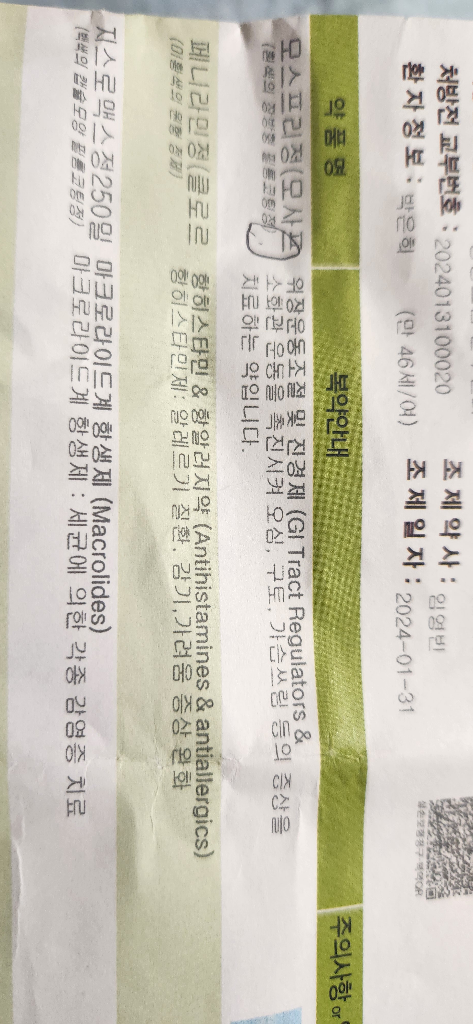 처방전 교부번호 : 2024013100020 조 제 약 사 : 임영빈
환 자 정 보 : 박은희 (만 46세/여) 조 제 일 자 : 2024-01-31
약 품 명 복약안내 주의사항 or
모스프리정(모사프 위장운동조절 및 진경제 (GI Tract Regulators &
(흰색의 장방형 필름코팅정) 소화관 운동을 촉진시켜 오심, 구토, 가슴쓰림 등의 증상을
치료하는 약입니다.
페니라민정(클로르 항히스타민 & 항알러지약 (Antihistamines & antiallergics)
항히스타민제: 알레르기 질환, 감기,가려움 증상 완화
지스로맥스정250밀 마크로라이드계 항생제 (Macrolides)
(흰색의 캡슐모양 필름코팅정) 마크로라이드계 항생제 : 세균에 의한 각종 감염증 치료